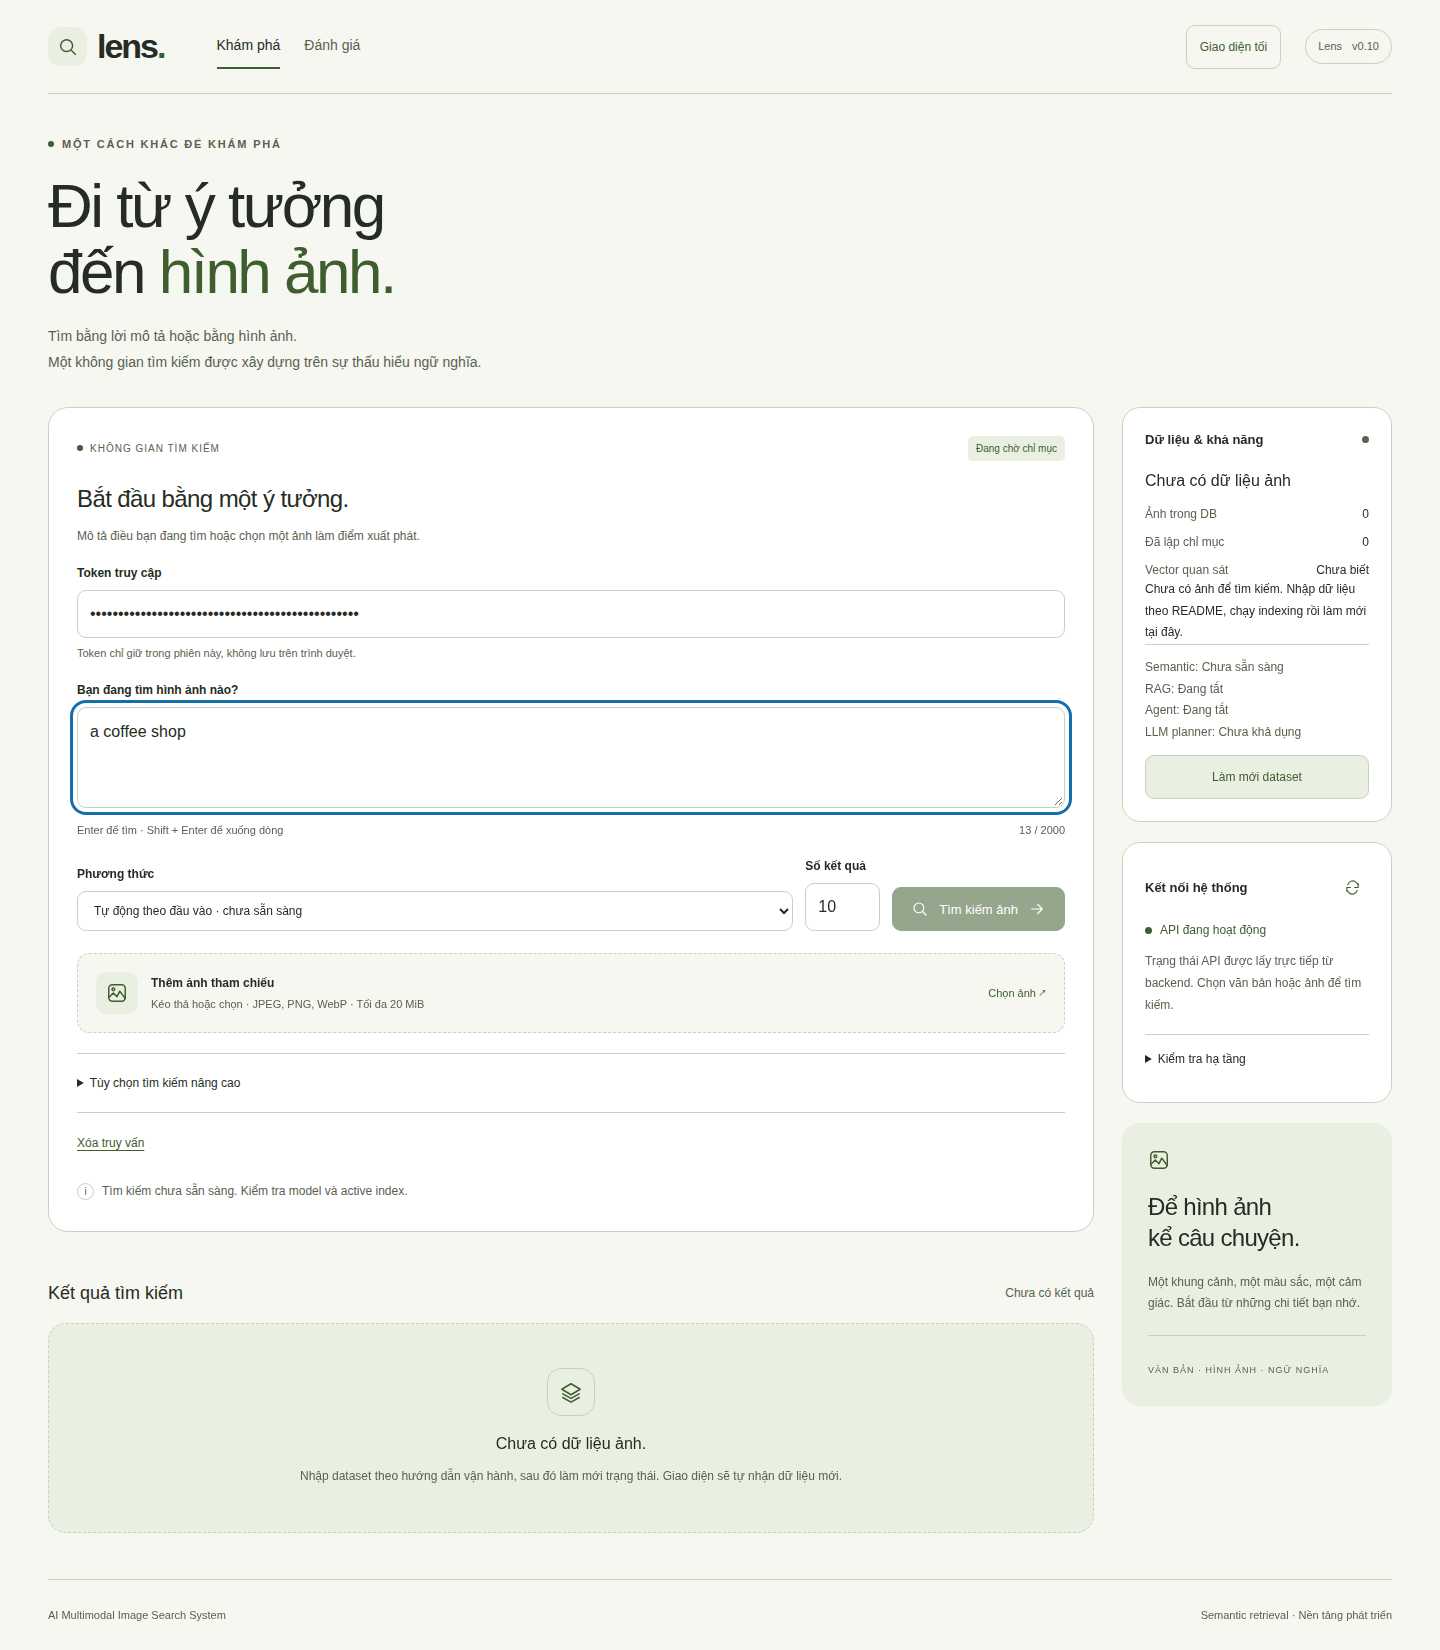 lens.
Khám phá
Đánh giá
Giao diện tối
Lens v0.10
MỘT CÁCH KHÁC ĐỂ KHÁM PHÁ
Đi từ ý tưởng
đến hình ảnh.
Tìm bằng lời mô tả hoặc bằng hình ảnh.
Một không gian tìm kiếm được xây dựng trên sự thấu hiểu ngữ nghĩa.
KHÔNG GIAN TÌM KIẾM
Đang chờ chỉ mục
Bắt đầu bằng một ý tưởng.
Mô tả điều bạn đang tìm hoặc chọn một ảnh làm điểm xuất phát.
Token truy cập
••••••••••••••••••••••••••••••••••••••••••••••••
Token chỉ giữ trong phiên này, không lưu trên trình duyệt.
Bạn đang tìm hình ảnh nào?
a coffee shop
Enter để tìm · Shift + Enter để xuống dòng
13 / 2000
Phương thức
Tự động theo đầu vào · chưa sẵn sàng
Số kết quả
10
Tìm kiếm ảnh
Thêm ảnh tham chiếu
Kéo thả hoặc chọn · JPEG, PNG, WebP · Tối đa 20 MiB
Chọn ảnh ↗
Tùy chọn tìm kiếm nâng cao
Xóa truy vấn
i Tìm kiếm chưa sẵn sàng. Kiểm tra model và active index.
Dữ liệu & khả năng
Chưa có dữ liệu ảnh
Ảnh trong DB 0
Đã lập chỉ mục 0
Vector quan sát Chưa biết
Chưa có ảnh để tìm kiếm. Nhập dữ liệu
theo README, chạy indexing rồi làm mới
tại đây.
Semantic: Chưa sẵn sàng
RAG: Đang tắt
Agent: Đang tắt
LLM planner: Chưa khả dụng
Làm mới dataset
Kết nối hệ thống
API đang hoạt động
Trạng thái API được lấy trực tiếp từ
backend. Chọn văn bản hoặc ảnh để tìm
kiếm.
Kiểm tra hạ tầng
Để hình ảnh
kể câu chuyện.
Một khung cảnh, một màu sắc, một cảm
giác. Bắt đầu từ những chi tiết bạn nhớ.
VĂN BẢN · HÌNH ẢNH · NGỮ NGHĨA
Kết quả tìm kiếm
Chưa có kết quả
Chưa có dữ liệu ảnh.
Nhập dataset theo hướng dẫn vận hành, sau đó làm mới trạng thái. Giao diện sẽ tự nhận dữ liệu mới.
AI Multimodal Image Search System
Semantic retrieval · Nền tảng phát triển